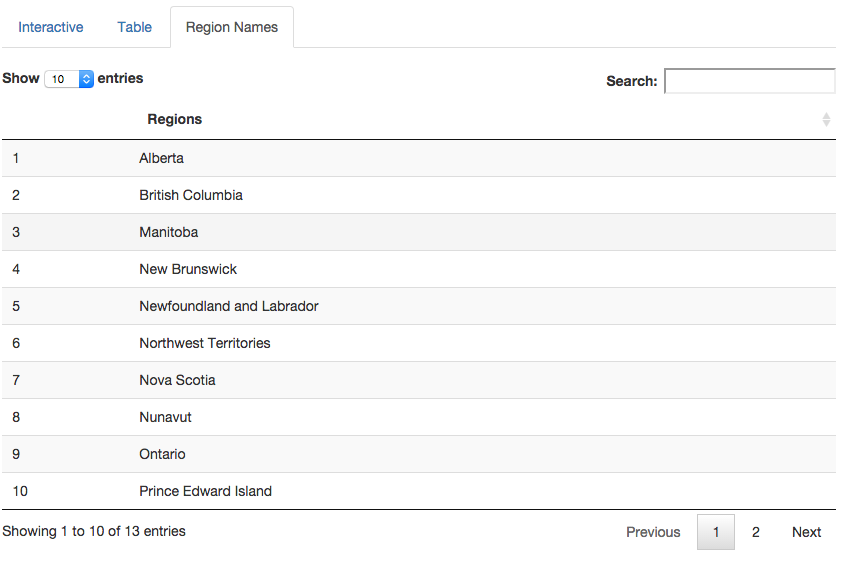 Interactive Table Region Names
Show 10 entries Search:
Regions
1 Alberta
2 British Columbia
3 Manitoba
4 New Brunswick
5 Newfoundland and Labrador
6 Northwest Territories
7 Nova Scotia
8 Nunavut
9 Ontario
10 Prince Edward Island
Showing 1 to 10 of 13 entries Previous 1 2 Next